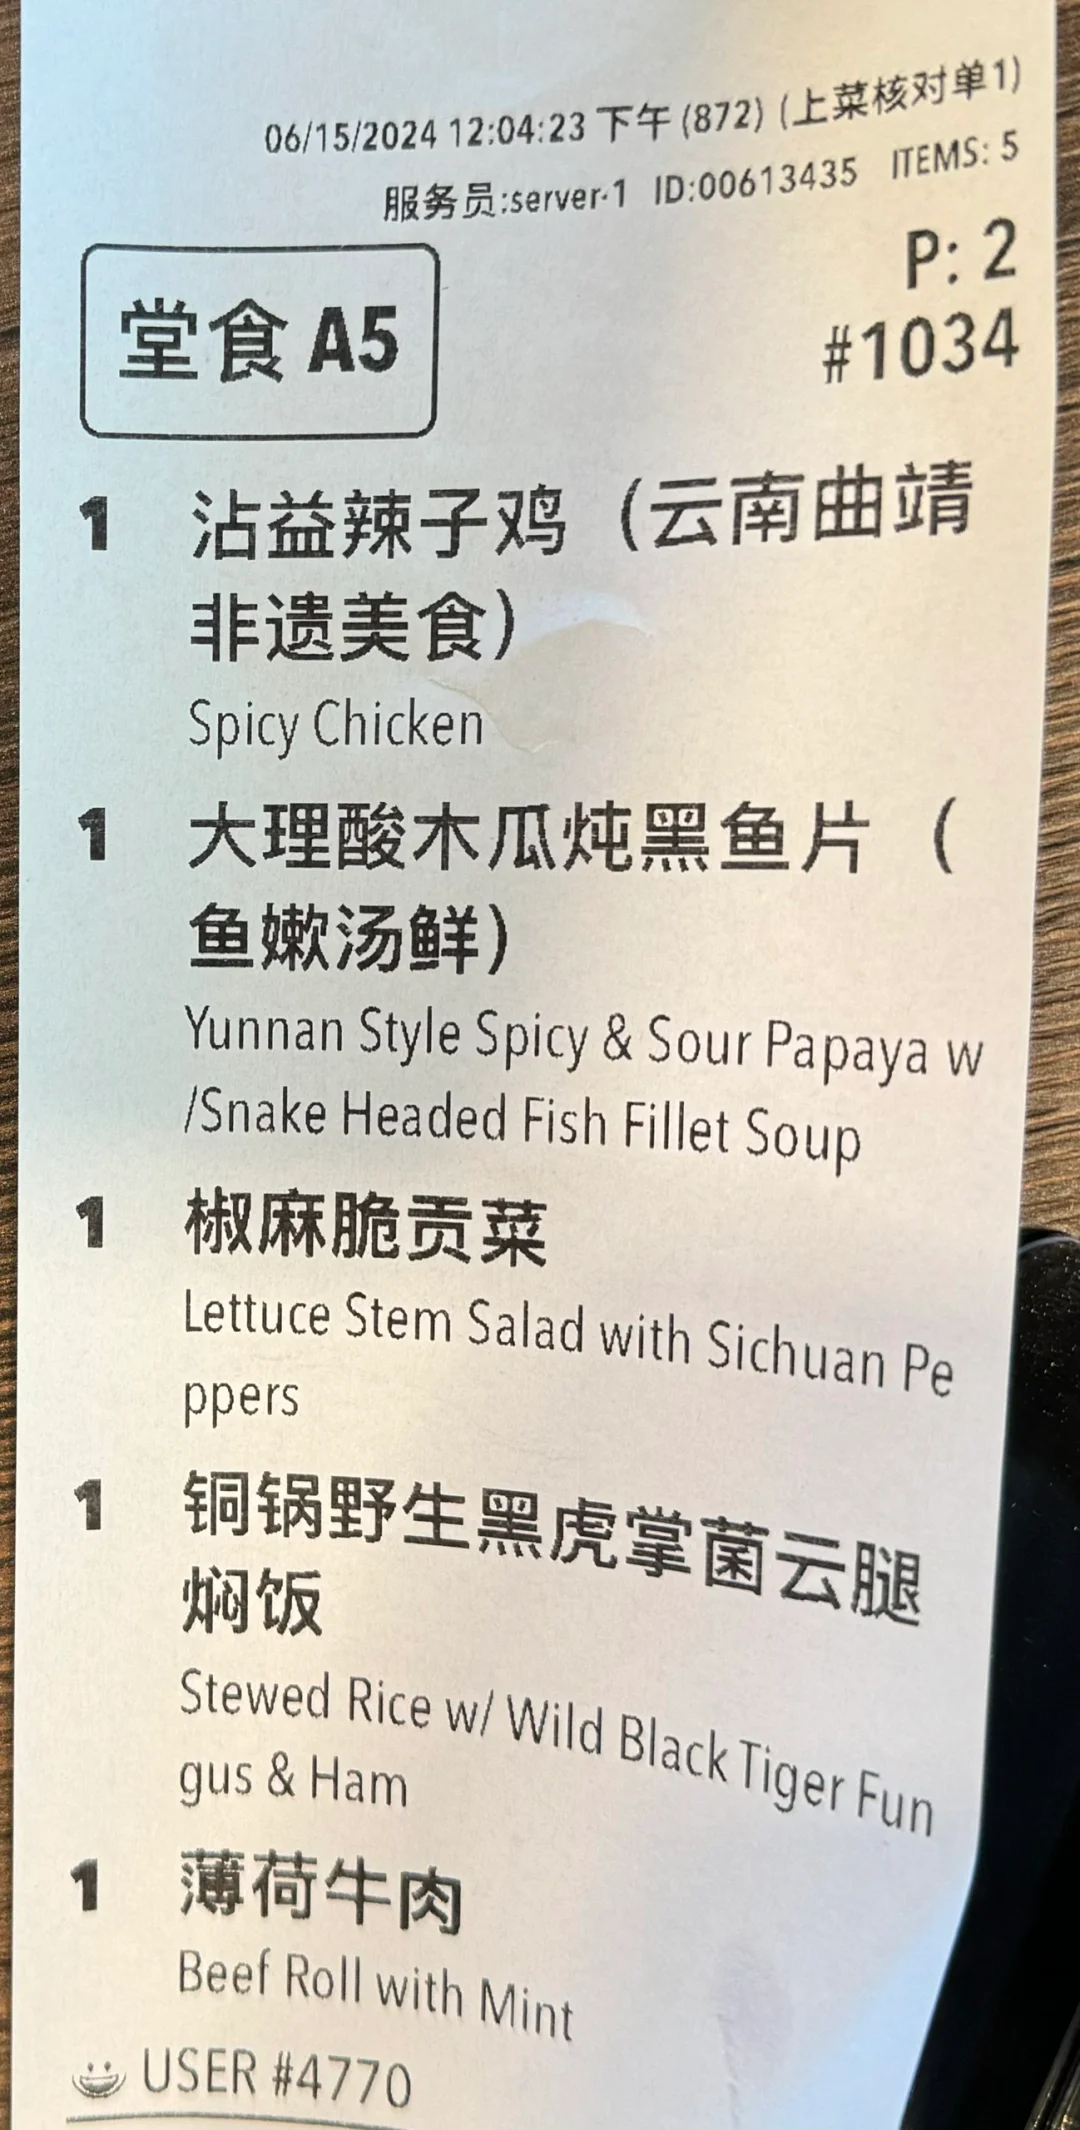 06/15/2024 12:04:23 下午 (872) (上菜核对单1)
服务员:server-1 ID:00613435 ITEMS: 5
P: 2
堂食 A5
#1034
1 沾益辣子鸡（云南曲靖
非遗美食）
Spicy Chicken
1 大理酸木瓜炖黑鱼片（
鱼嫰汤鲜）
Yunnan Style Spicy & Sour Papaya w
/Snake Headed Fish Fillet Soup
1 椒麻脆贡菜
Lettuce Stem Salad with Sichuan Pe
ppers
1 铜锅野生黑虎掌菌云腿
焖饭
Stewed Rice w/ Wild Black Tiger Fun
gus & Ham
1 薄荷牛肉
Beef Roll with Mint
USER #4770